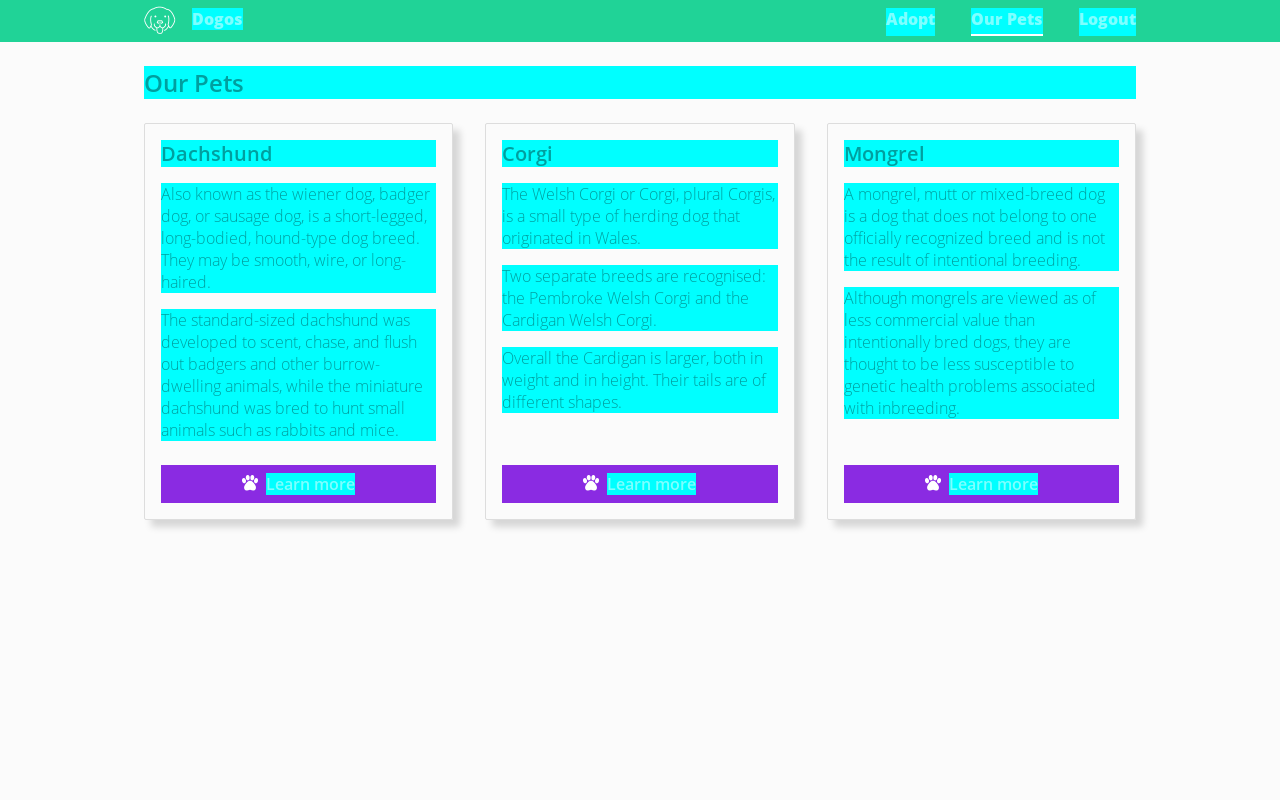 Dogos
Adopt
Our Pets
Logout
Our Pets
Dachshund
Also known as the wiener dog, badger
dog, or sausage dog, is a short-legged,
long-bodied, hound-type dog breed.
They may be smooth, wire, or long-
haired.
The standard-sized dachshund was
developed to scent, chase, and flush
out badgers and other burrow-
dwelling animals, while the miniature
dachshund was bred to hunt small
animals such as rabbits and mice.
Learn more
Corgi
The Welsh Corgi or Corgi, plural Corgis,
is a small type of herding dog that
originated in Wales.
Two separate breeds are recognised:
the Pembroke Welsh Corgi and the
Cardigan Welsh Corgi.
Overall the Cardigan is larger, both in
weight and in height. Their tails are of
different shapes.
Learn more
Mongrel
A mongrel, mutt or mixed-breed dog
is a dog that does not belong to one
officially recognized breed and is not
the result of intentional breeding.
Although mongrels are viewed as of
less commercial value than
intentionally bred dogs, they are
thought to be less susceptible to
genetic health problems associated
with inbreeding.
Learn more